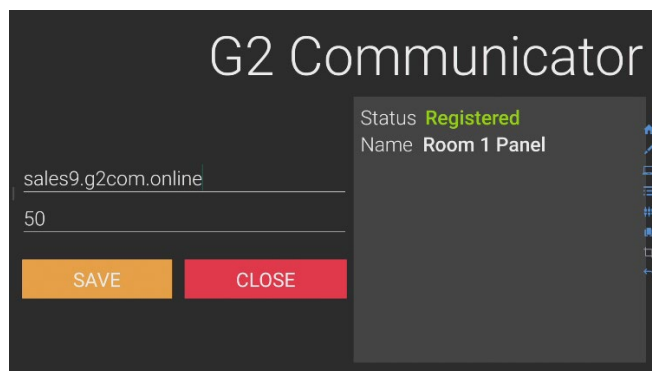 G2 Communicator
Status Registered
Name Room 1 Panel
sales9.g2com.online
50
SAVE
CLOSE